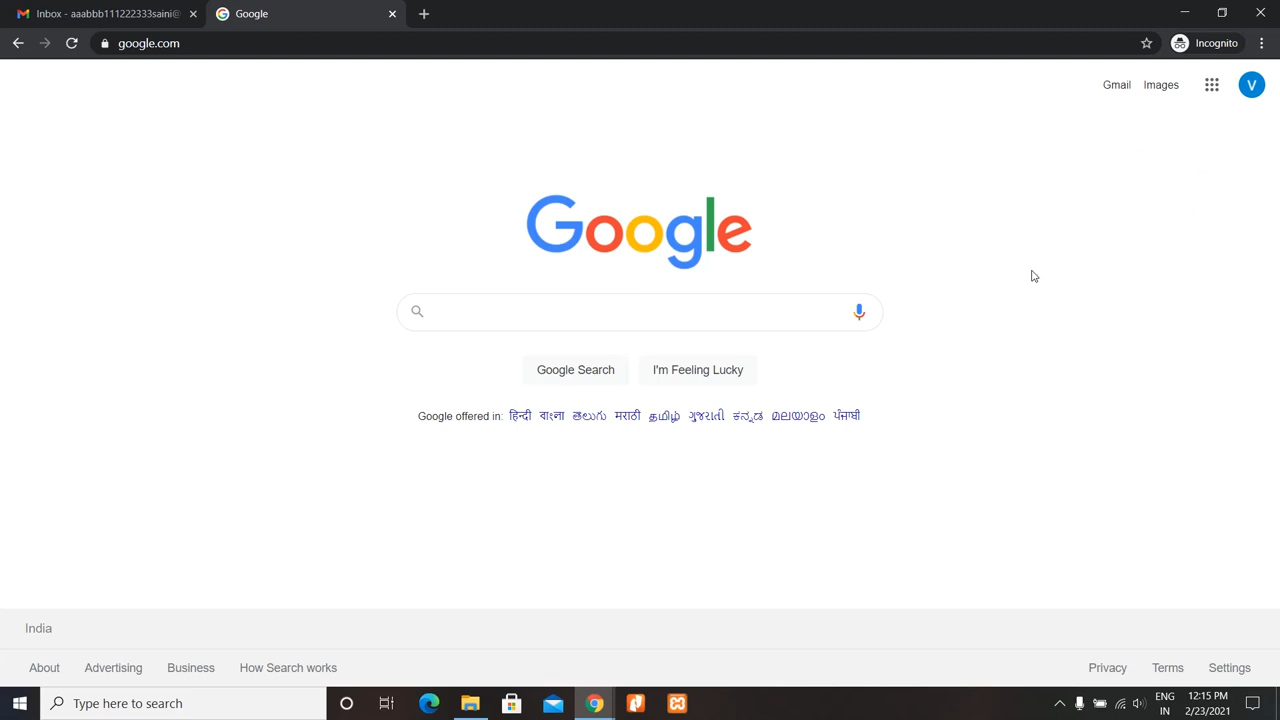 Inbox - aaabbb111222333saini@
Google
google.com
Incognito
Gmail Images V
Google
Google Search I'm Feeling Lucky
Google offered in: हिन्दी বাংলা తెలుగు मराठी தமிழ் ગુજરાતી ಕನ್ನಡ മലയാളം ਪੰਜਾਬੀ
India
About Advertising Business How Search works
Privacy Terms Settings
Type here to search
ENG
IN
12:15 PM
2/23/2021